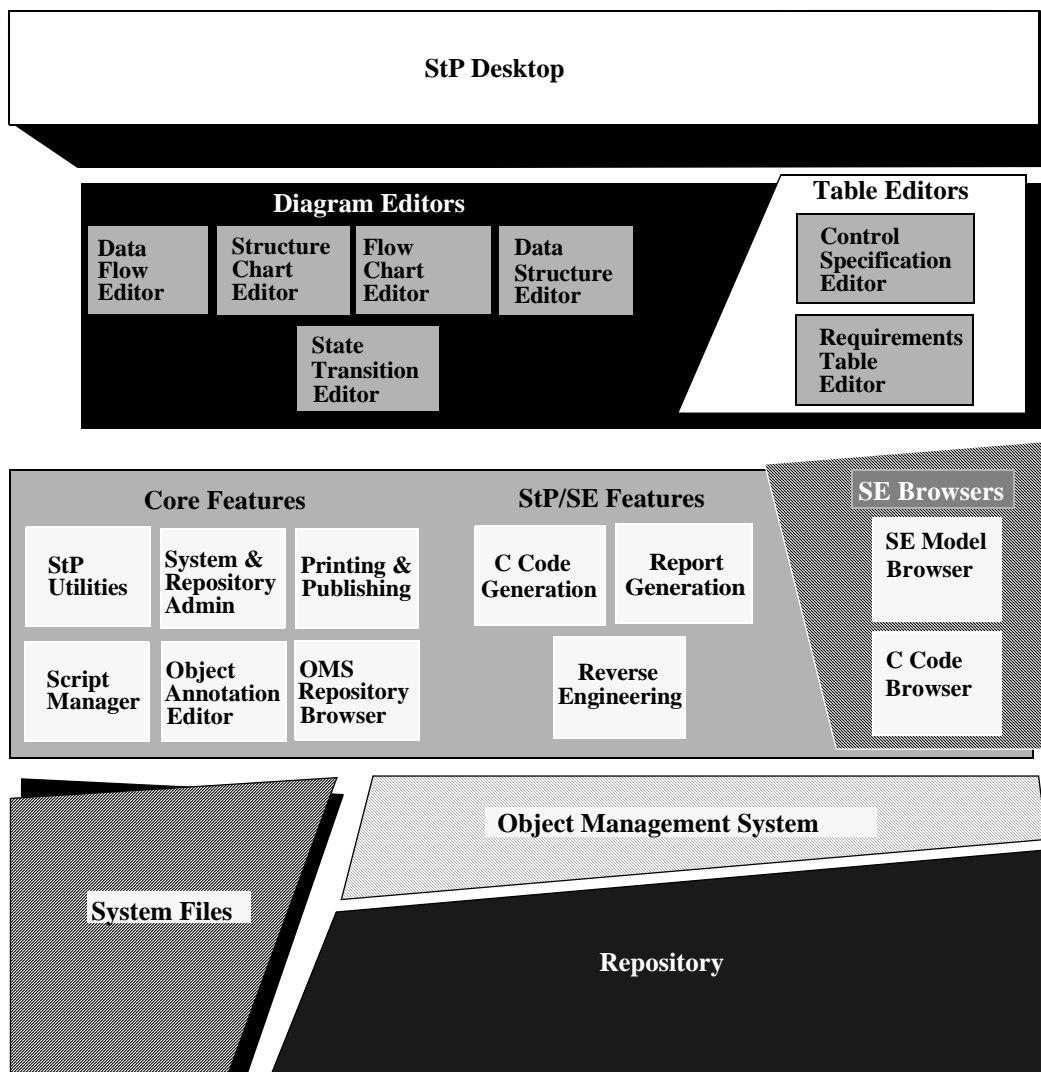 StP Desktop
Diagram Editors
Data
Flow
Editor
Structure
Chart
Editor
Flow
Chart
Editor
Data
Structure
Editor
State
Transition
Editor
Table Editors
Control
Specification
Editor
Requirements
Table
Editor
Core Features
StP
Utilities
System &
Repository
Admin
Printing &
Publishing
Script
Manager
Object
Annotation
Editor
OMS
Repository
Browser
StP/SE Features
C Code
Generation
Report
Generation
Reverse
Engineering
SE Browsers
SE Model
Browser
C Code
Browser
System Files
Object Management System
Repository